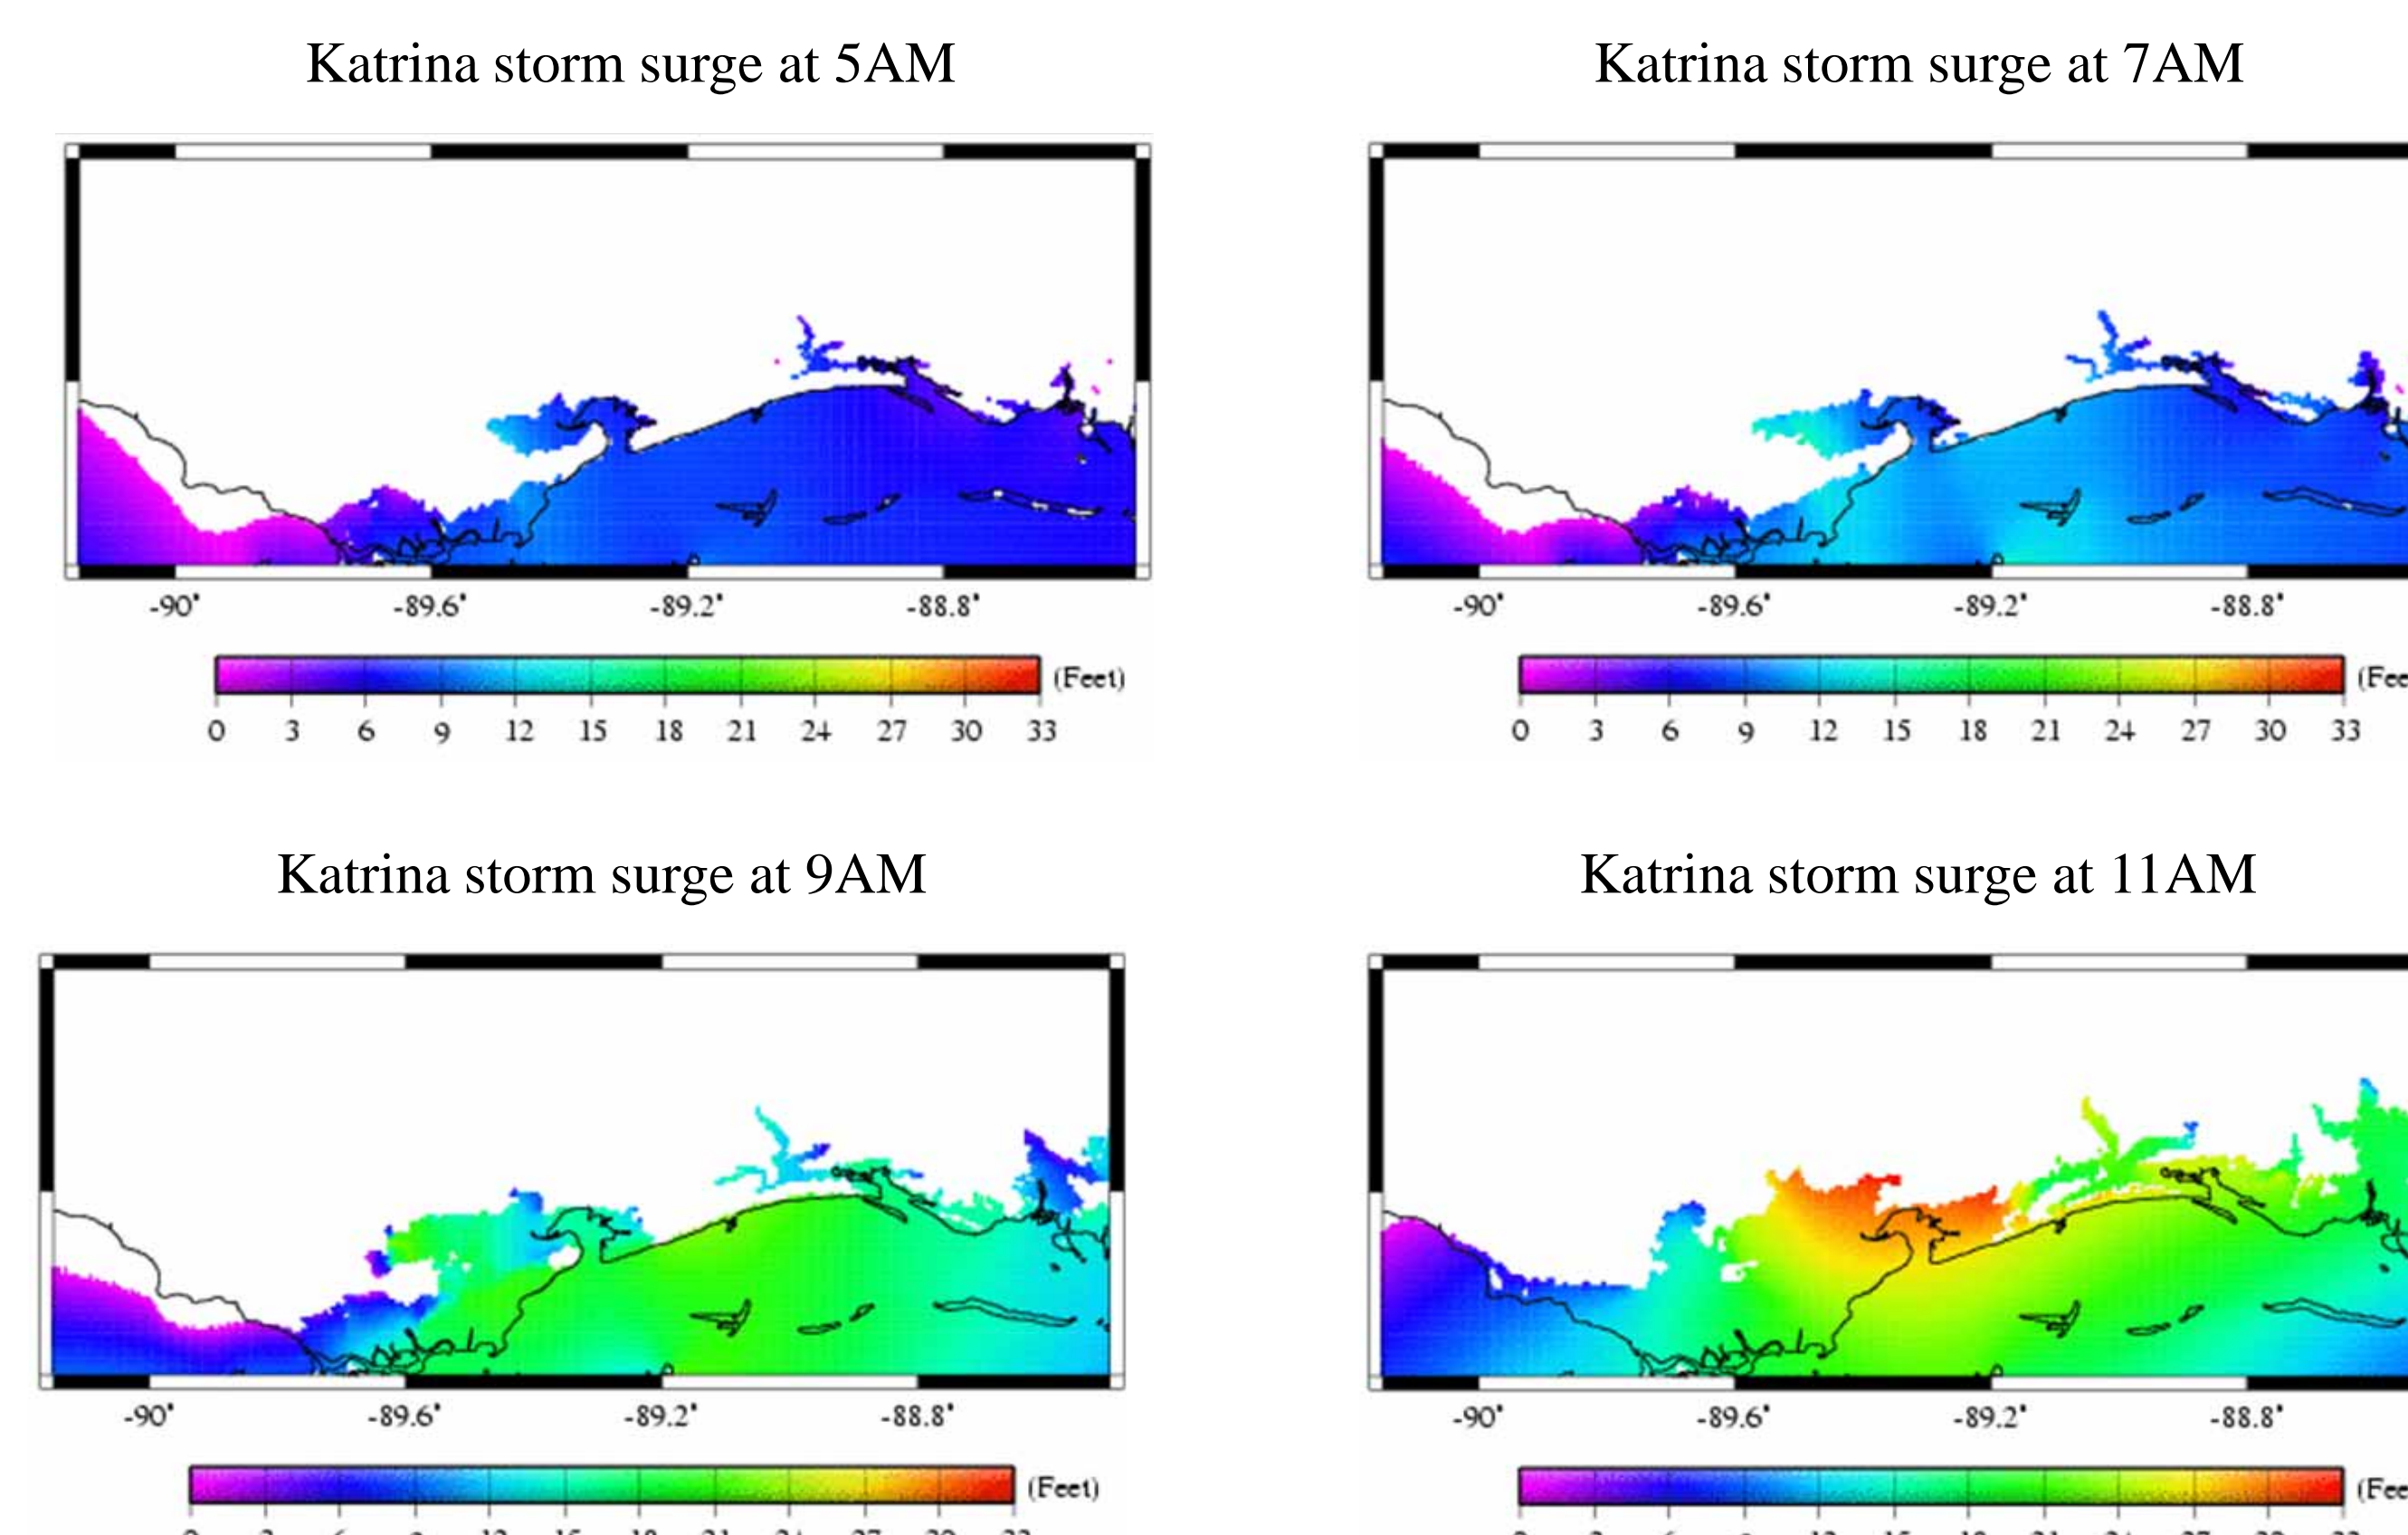 Katrina storm surge at 5AM
Katrina storm surge at 7AM
-90° -89.6° -89.2° -88.8°
-90° -89.6° -89.2° -88.8°
(Feet)
(Fee
0 3 6 9 12 15 18 21 24 27 30 33
0 3 6 9 12 15 18 21 24 27 30 33
Katrina storm surge at 9AM
Katrina storm surge at 11AM
-90° -89.6° -89.2° -88.8°
-90° -89.6° -89.2° -88.8°
(Feet)
(Fee